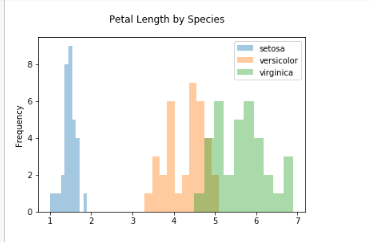 Petal Length by Species
setosa
versicolor
virginica
Frequency
8
6
4
2
0
1 2 3 4 5 6 7